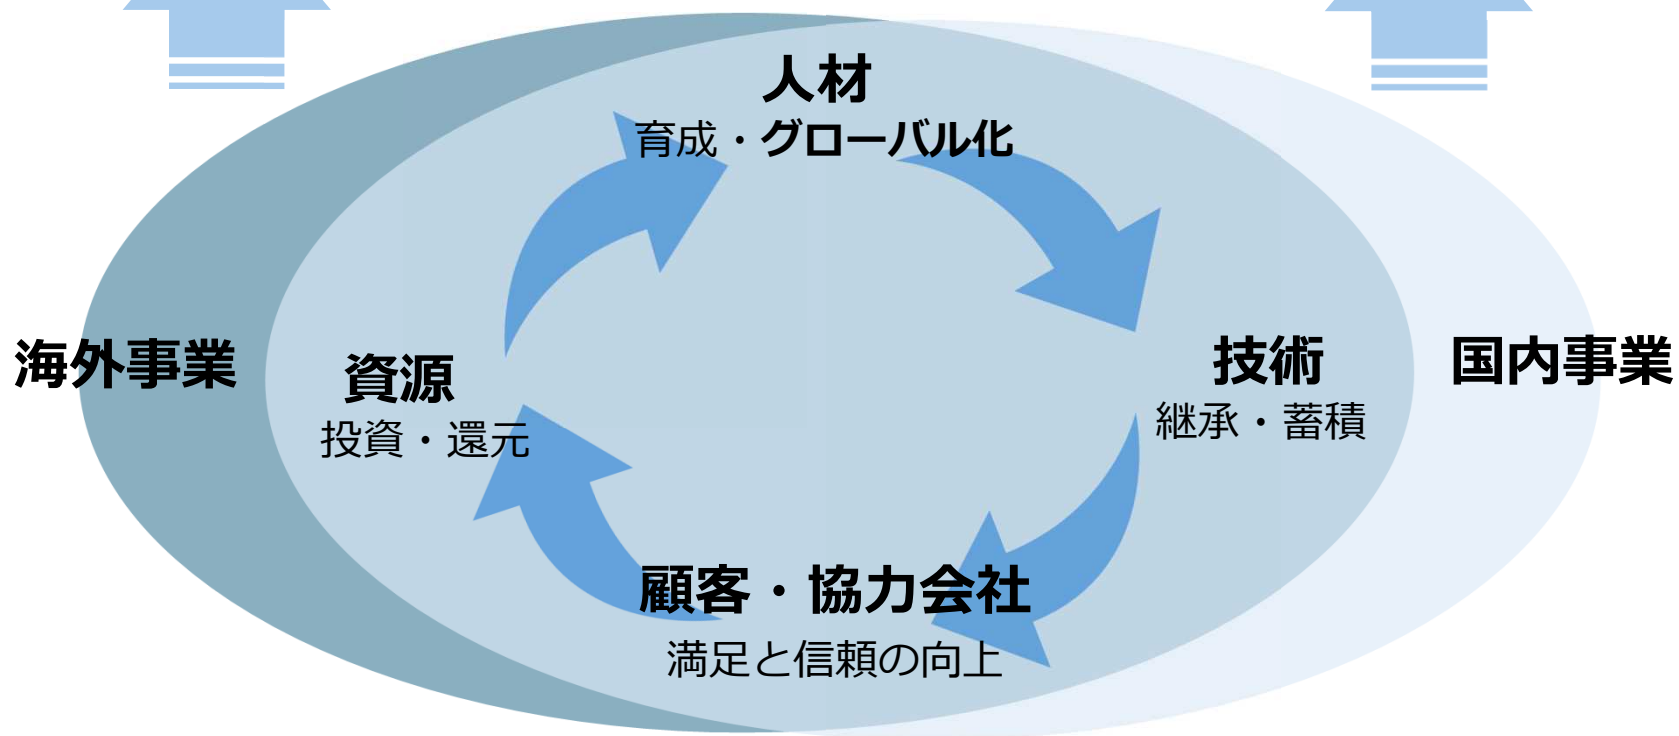 人材
育成・グローバル化
海外事業
資源
投資・還元
技術
継承・蓄積
国内事業
顧客・協力会社
満足と信頼の向上